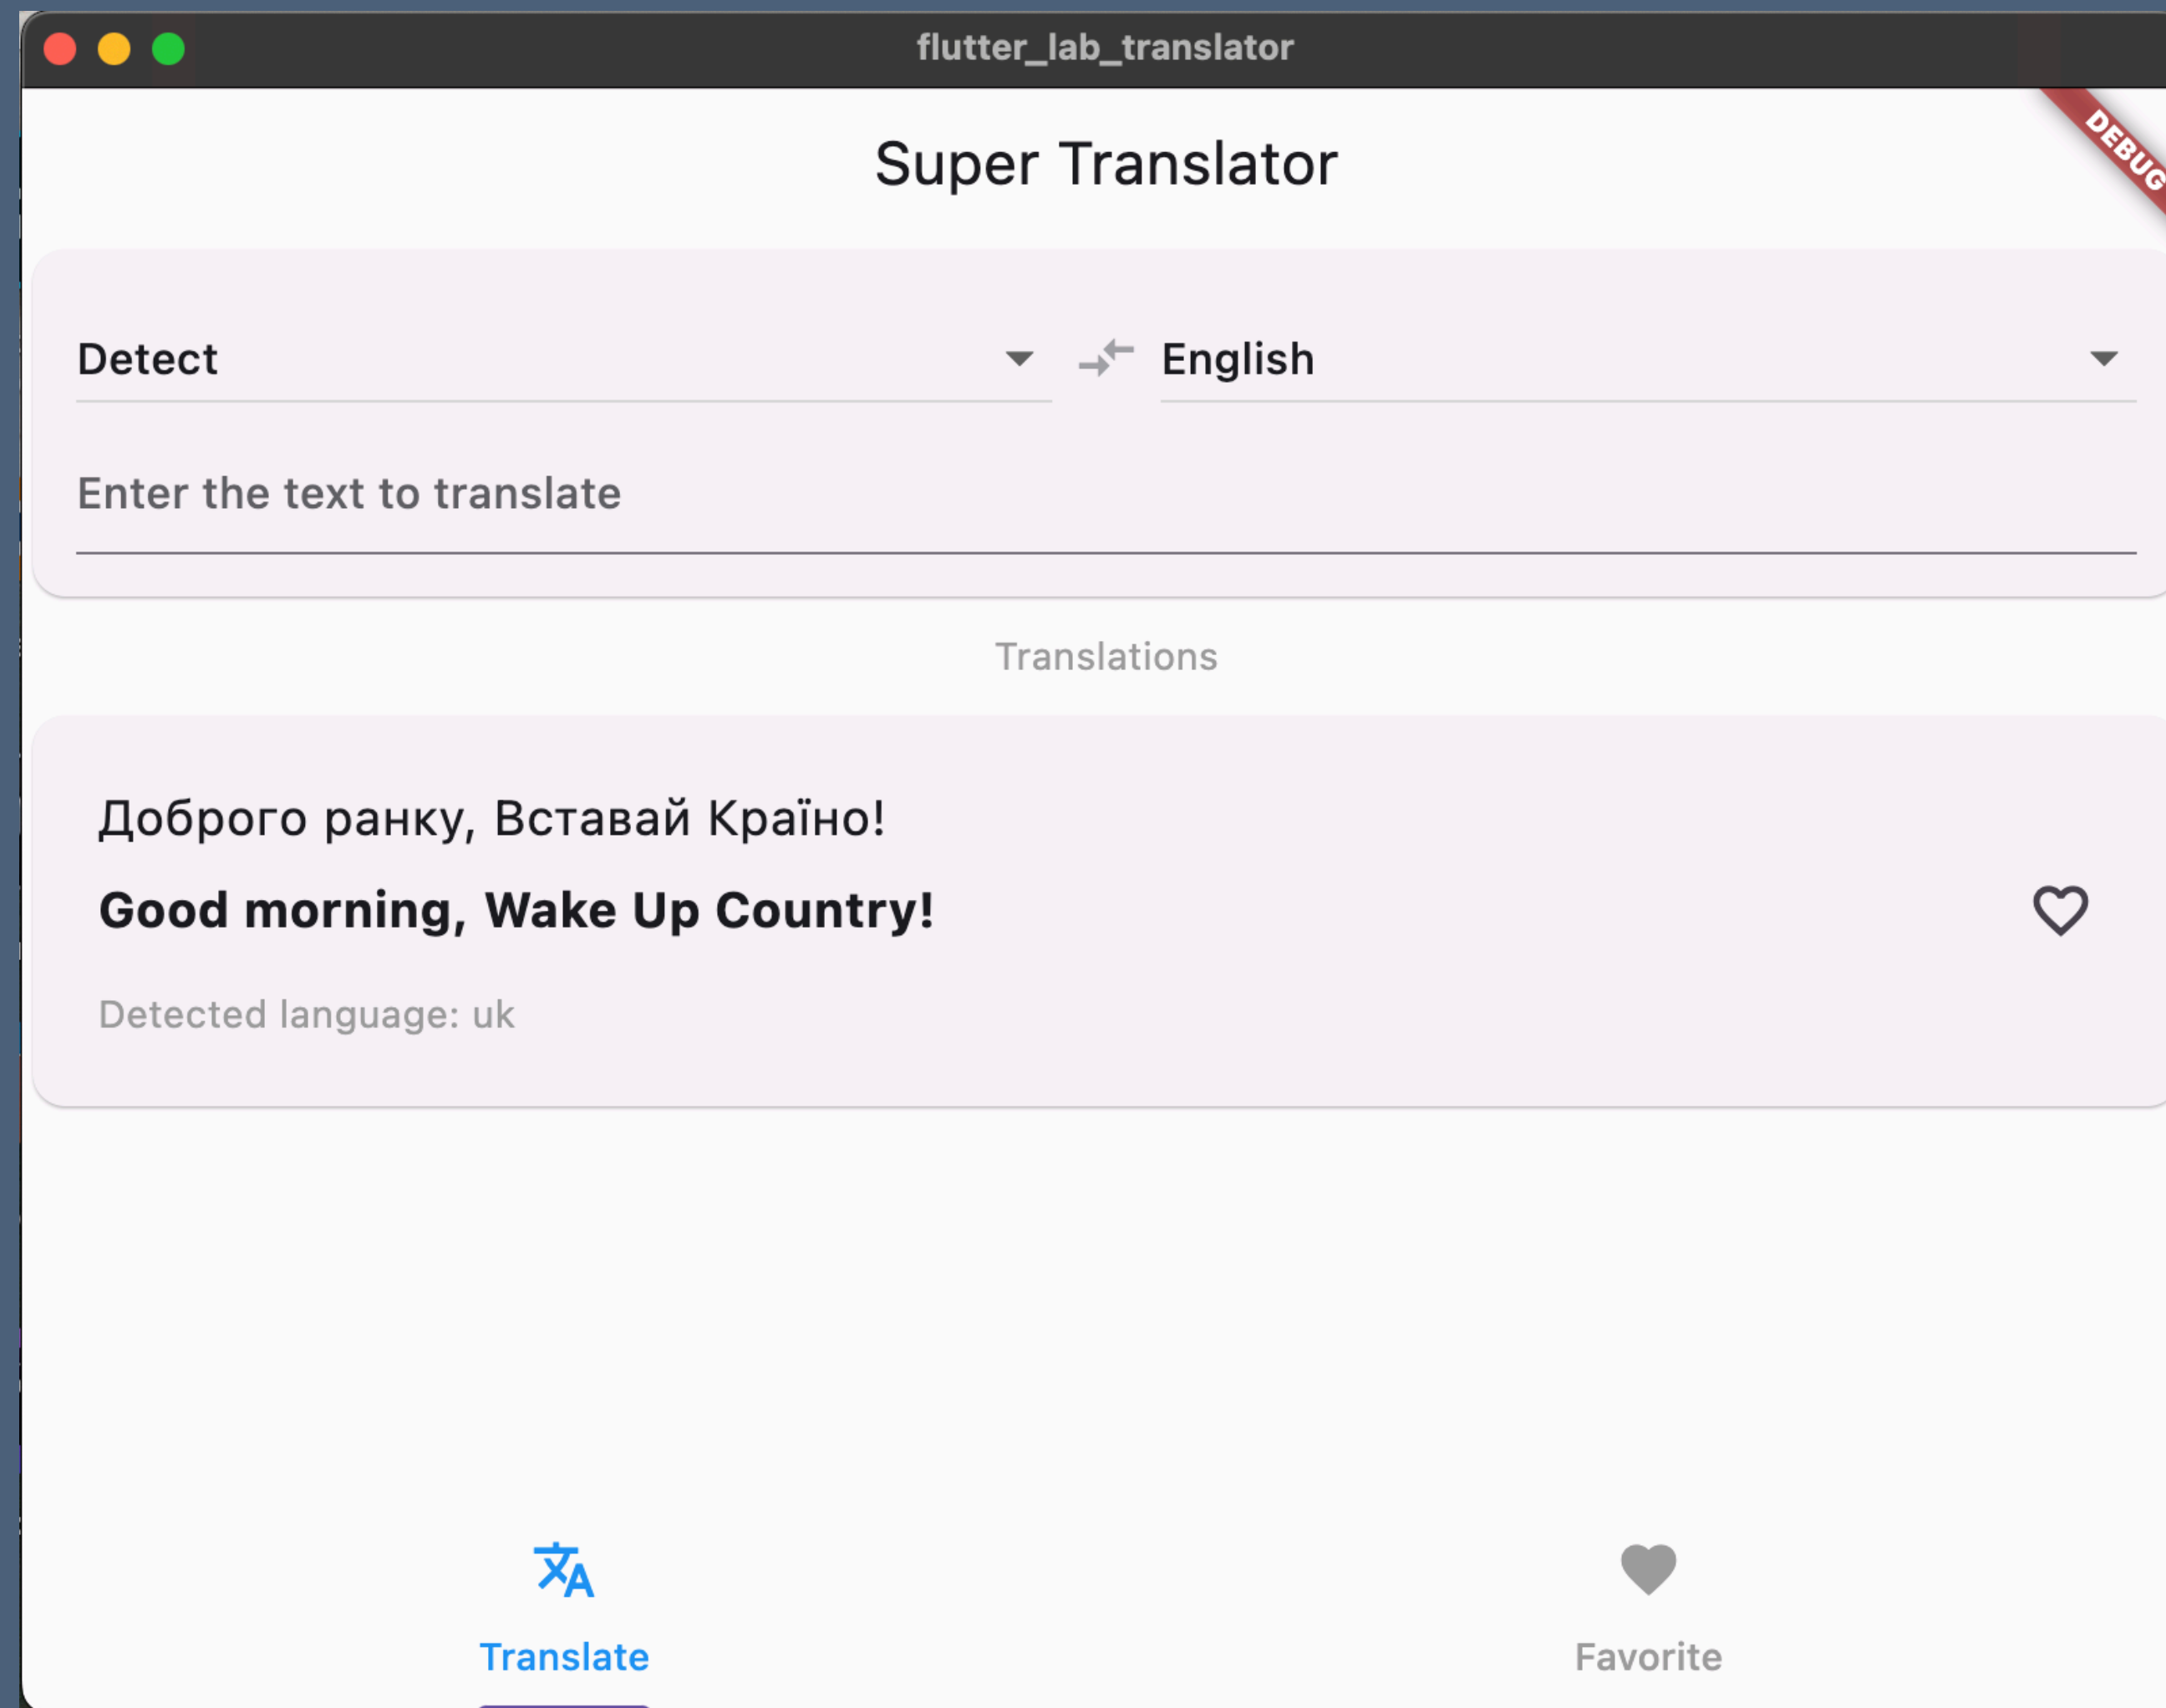 flutter_lab_translator
DEBUG
Super Translator
Detect
English
Enter the text to translate
Translations
Доброго ранку, Вставай Країно!
Good morning, Wake Up Country!
Detected language: uk
Translate
Favorite